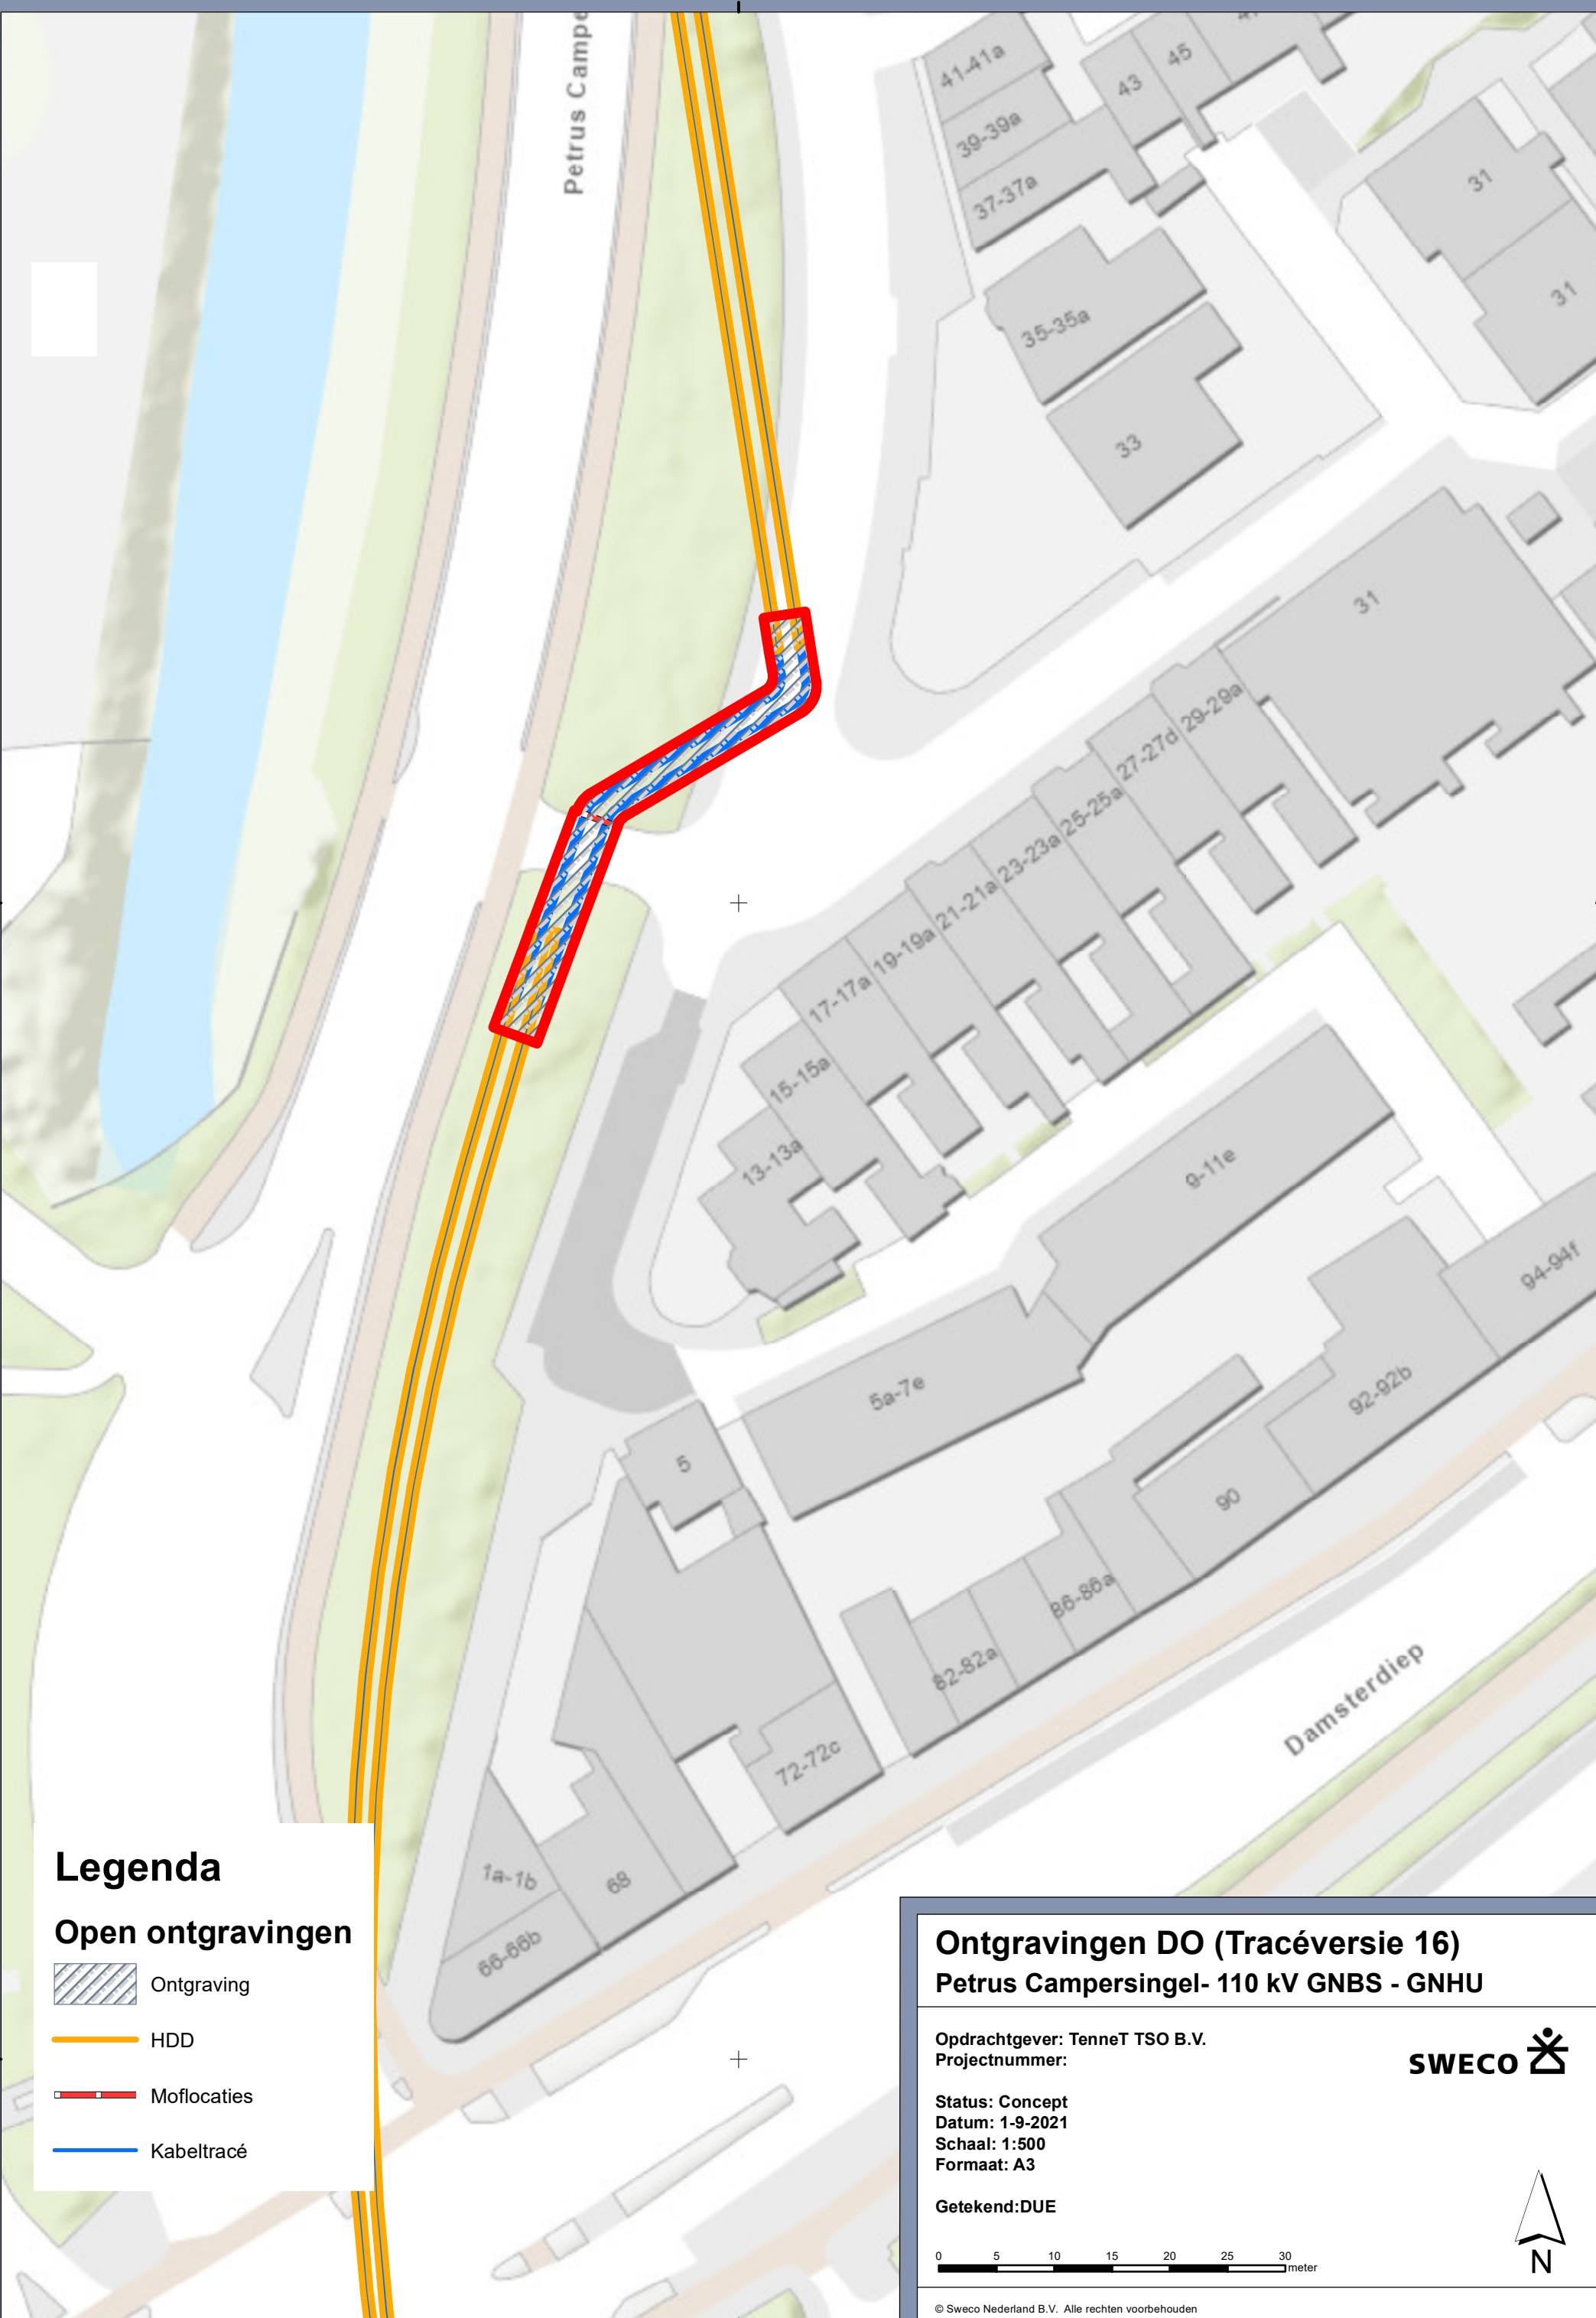 Petrus Campe
41-41a
43
45
39-39a
37-37a
31
31
35-35a
33
31
29-29a
27-27d
25-25a
23-23a
21-21a
19-19a
17-17a
15-15a
13-13a
9-11e
94-94f
5a-7e
92-92b
5
90
86-86a
82-82a
72-72c
Damsterdiep
1a-1b
68
66-66b
Legenda
Open ontgravingen
Ontgraving
HDD
Moflocaties
Kabeltracé
Ontgravingen DO (Tracéversie 16)
Petrus Campersingel- 110 kV GNBS - GNHU
Opdrachtgever: TenneT TSO B.V.
Projectnummer:
SWECO
Status: Concept
Datum: 1-9-2021
Schaal: 1:500
Formaat: A3
Getekend:DUE
0 5 10 15 20 25 30
meter
N
© Sweco Nederland B.V. Alle rechten voorbehouden